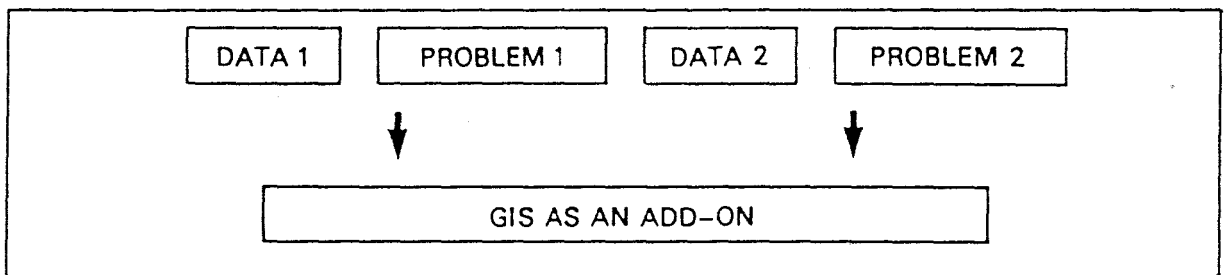 DATA 1 PROBLEM 1 DATA 2 PROBLEM 2
GIS AS AN ADD-ON